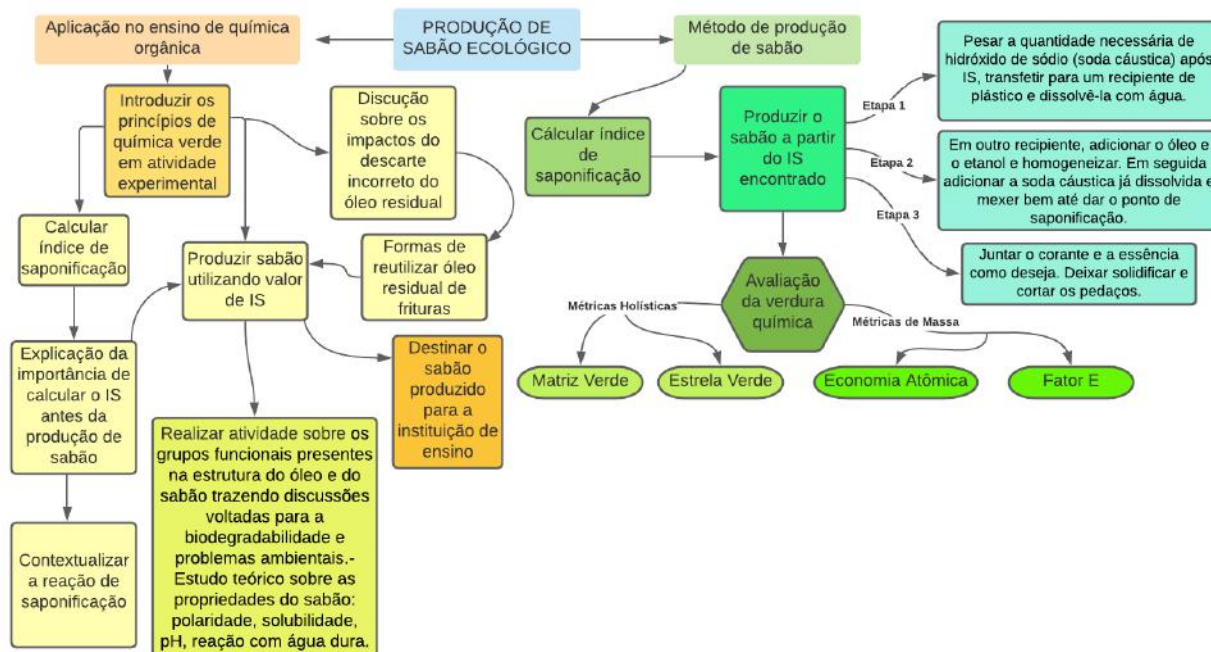 Aplicação no ensino de química
orgânica
PRODUÇÃO DE
SABÃO ECOLÓGICO
Método de produção
de sabão
Introduzir os
princípios de
química verde
em atividade
experimental
Discução
sobre os
impactos do
descarte
incorreto do
óleo residual
Calcular
índice de
saponificação
Produzir sabão
utilizando valor
de IS
Formas de
reutilizar óleo
residual de
frituras
Explicação da
importância de
calcular o IS
antes da
produção de
sabão
Destinar o
sabão
produzido
para a
instituição de
ensino
Contextualizar
a reação de
saponificação
Realizar atividade sobre os
grupos funcionais presentes
na estrutura do óleo e do
sabão trazendo discussões
voltadas para a
biodegradabilidade e
problemas ambientais.-
Estudo teórico sobre as
propriedades do sabão:
polaridade, solubilidade,
pH, reação com água dura.
Cálcular índice
de
saponificação
Produzir o
sabão a partir
do IS
encontrado
Etapa 1
Pesar a quantidade necessária de
hidróxido de sódio (soda cáustica) após
IS, transfetir para um recipiente de
plástico e dissolvê-la com água.
Etapa 2
Em outro recipiente, adicionar o óleo e
o etanol e homogeneizar. Em seguida
adicionar a soda cáustica já dissolvida e
mexer bem até dar o ponto de
saponificação.
Etapa 3
Juntar o corante e a essência
como deseja. Deixar solidificar e
cortar os pedaços.
Avaliação
da verdura
química
Métricas Holísticas
Métricas de Massa
Matriz Verde
Estrela Verde
Economia Atômica
Fator E